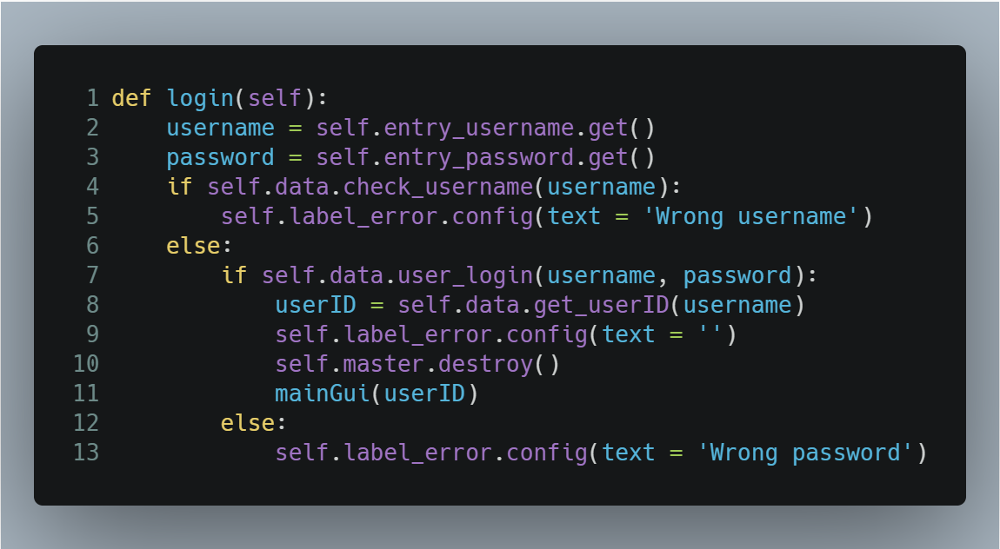 1 def login(self):
2     username = self.entry_username.get()
3     password = self.entry_password.get()
4     if self.data.check_username(username):
5         self.label_error.config(text = 'Wrong username')
6     else:
7         if self.data.user_login(username, password):
8             userID = self.data.get_userID(username)
9             self.label_error.config(text = '')
10             self.master.destroy()
11             mainGui(userID)
12         else:
13             self.label_error.config(text = 'Wrong password')